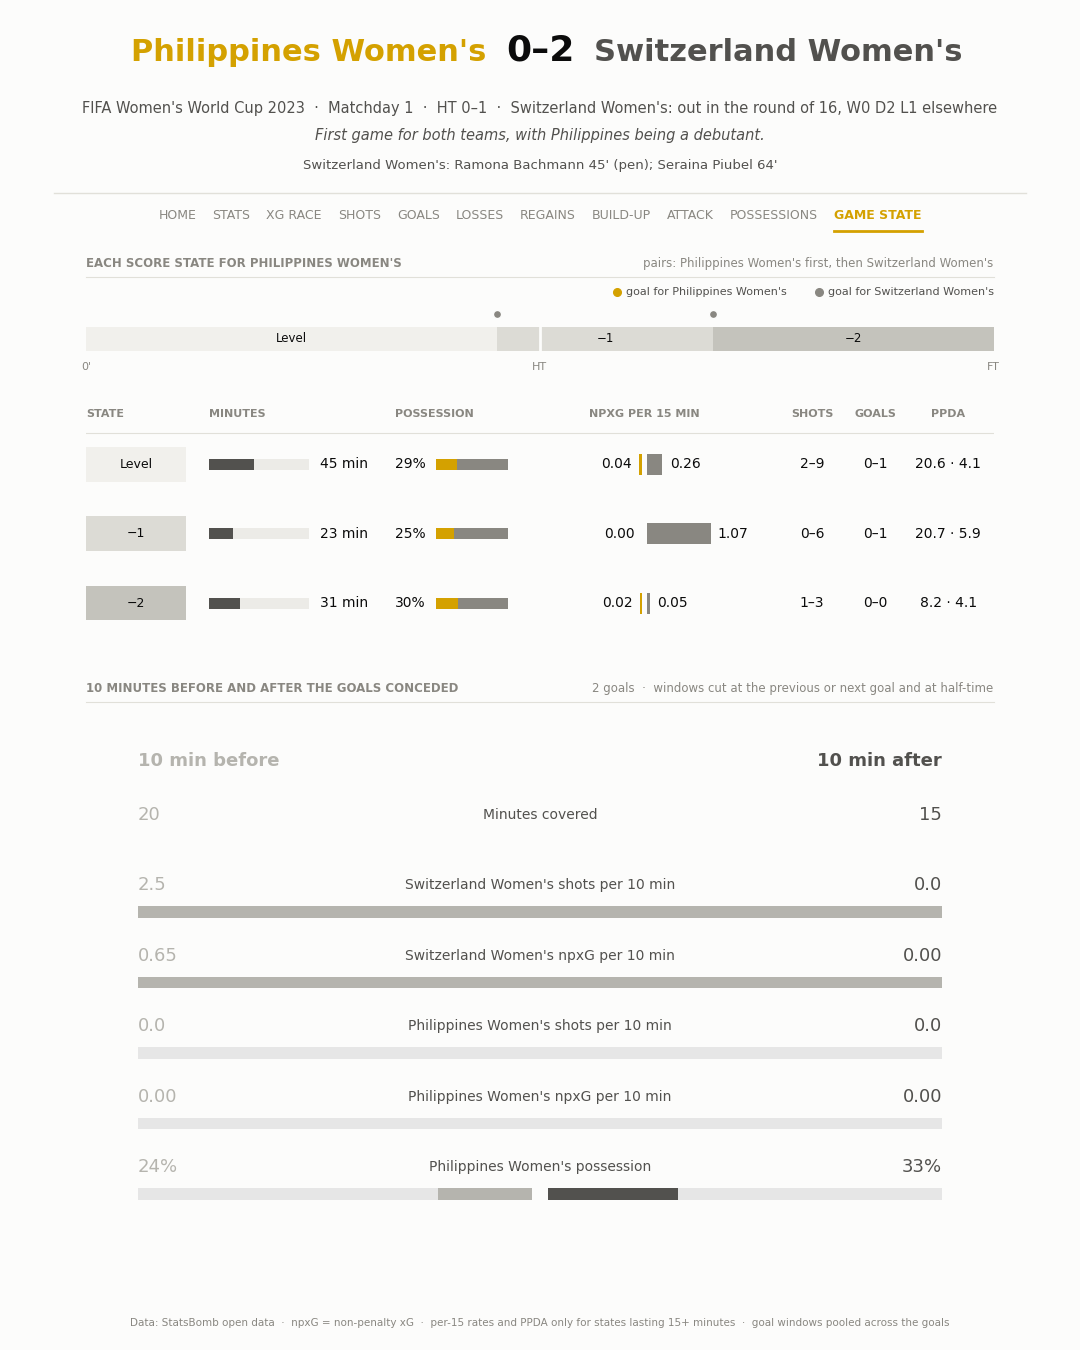 Philippines Women's 0–2 Switzerland Women's
FIFA Women's World Cup 2023 · Matchday 1 · HT 0–1 · Switzerland Women's: out in the round of 16, W0 D2 L1 elsewhere
First game for both teams, with Philippines being a debutant.
Switzerland Women's: Ramona Bachmann 45' (pen); Seraina Piubel 64'
HOME STATS XG RACE SHOTS GOALS LOSSES REGAINS BUILD-UP ATTACK POSSESSIONS GAME STATE
EACH SCORE STATE FOR PHILIPPINES WOMEN'S pairs: Philippines Women's first, then Switzerland Women's
goal for Philippines Women's goal for Switzerland Women's
Level −1 −2
0' HT FT
STATE MINUTES POSSESSION NPXG PER 15 MIN SHOTS GOALS PPDA
Level 45 min 29% 0.04 0.26 2–9 0–1 20.6 · 4.1
−1 23 min 25% 0.00 1.07 0–6 0–1 20.7 · 5.9
−2 31 min 30% 0.02 0.05 1–3 0–0 8.2 · 4.1
10 MINUTES BEFORE AND AFTER THE GOALS CONCEDED 2 goals · windows cut at the previous or next goal and at half-time
10 min before 10 min after
20 Minutes covered 15
2.5 Switzerland Women's shots per 10 min 0.0
0.65 Switzerland Women's npxG per 10 min 0.00
0.0 Philippines Women's shots per 10 min 0.0
0.00 Philippines Women's npxG per 10 min 0.00
24% Philippines Women's possession 33%
Data: StatsBomb open data · npxG = non-penalty xG · per-15 rates and PPDA only for states lasting 15+ minutes · goal windows pooled across the goals